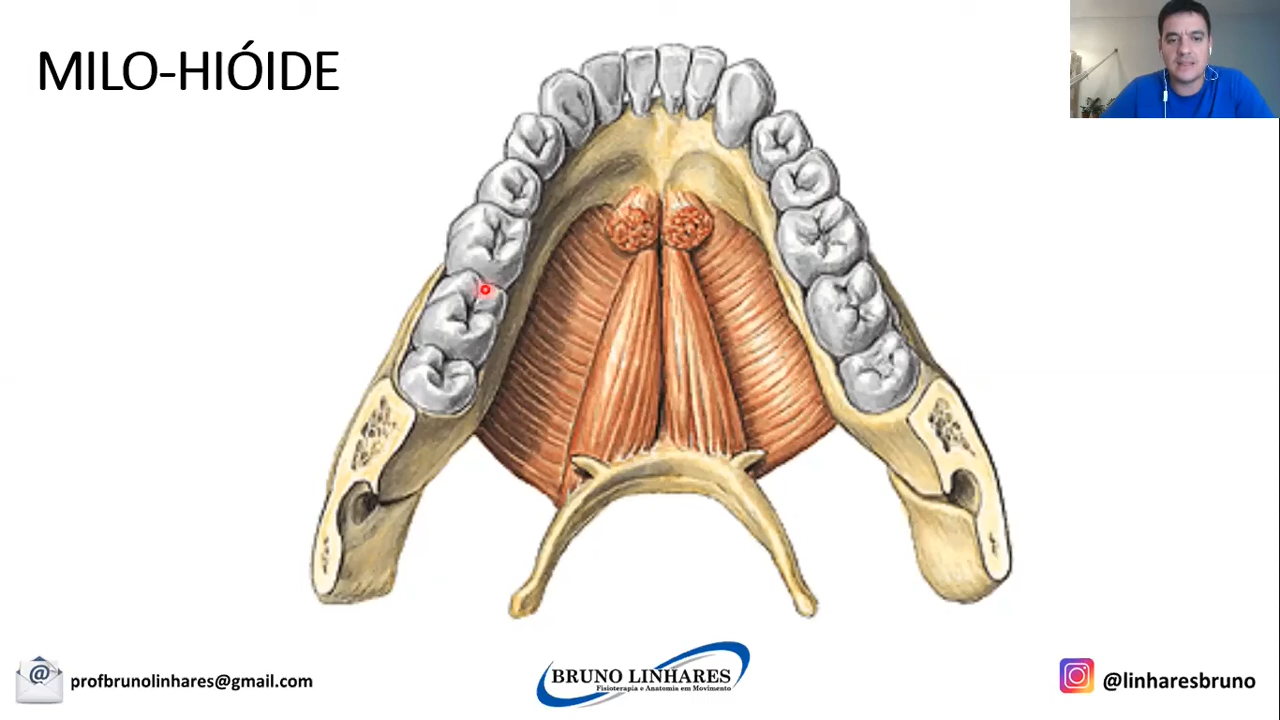 MILO-HIÓIDE
@
profbrunolinhares@gmail.com
BRUNO LINHARES
Fisioterapia e Anatomia em Movimento
@linharesbruno